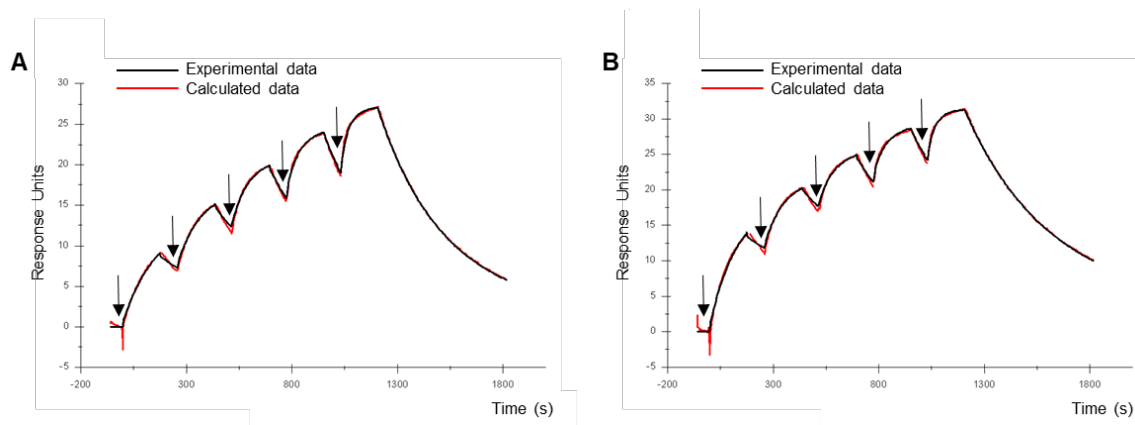 A
Experimental data
Calculated data
30
25
20
15
10
5
0
-5
Response Units
-200
300
800
1300
1800
Time (s)
B
Experimental data
Calculated data
35
30
25
20
15
10
5
0
-5
Response Units
-200
300
800
1300
1800
Time (s)